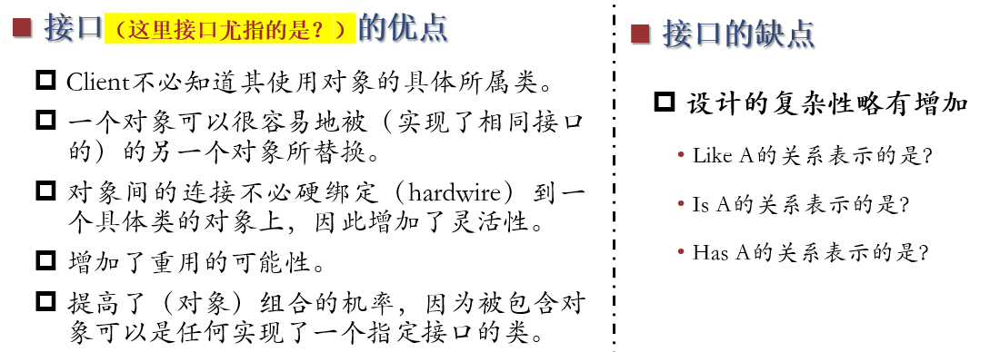 接口（这里接口尤指的是？）的优点
Client不必知道其使用对象的具体所属类。
一个对象可以很容易地被（实现了相同接口
的）的另一个对象所替换。
对象间的连接不必硬绑定（hardwire）到一
个具体类的对象上，因此增加了灵活性。
增加了重用的可能性。
提高了（对象）组合的机率，因为被包含对
象可以是任何实现了一个指定接口的类。
接口的缺点
设计的复杂性略有增加
• Like A的关系表示的是?
• Is A的关系表示的是?
• Has A的关系表示的是?